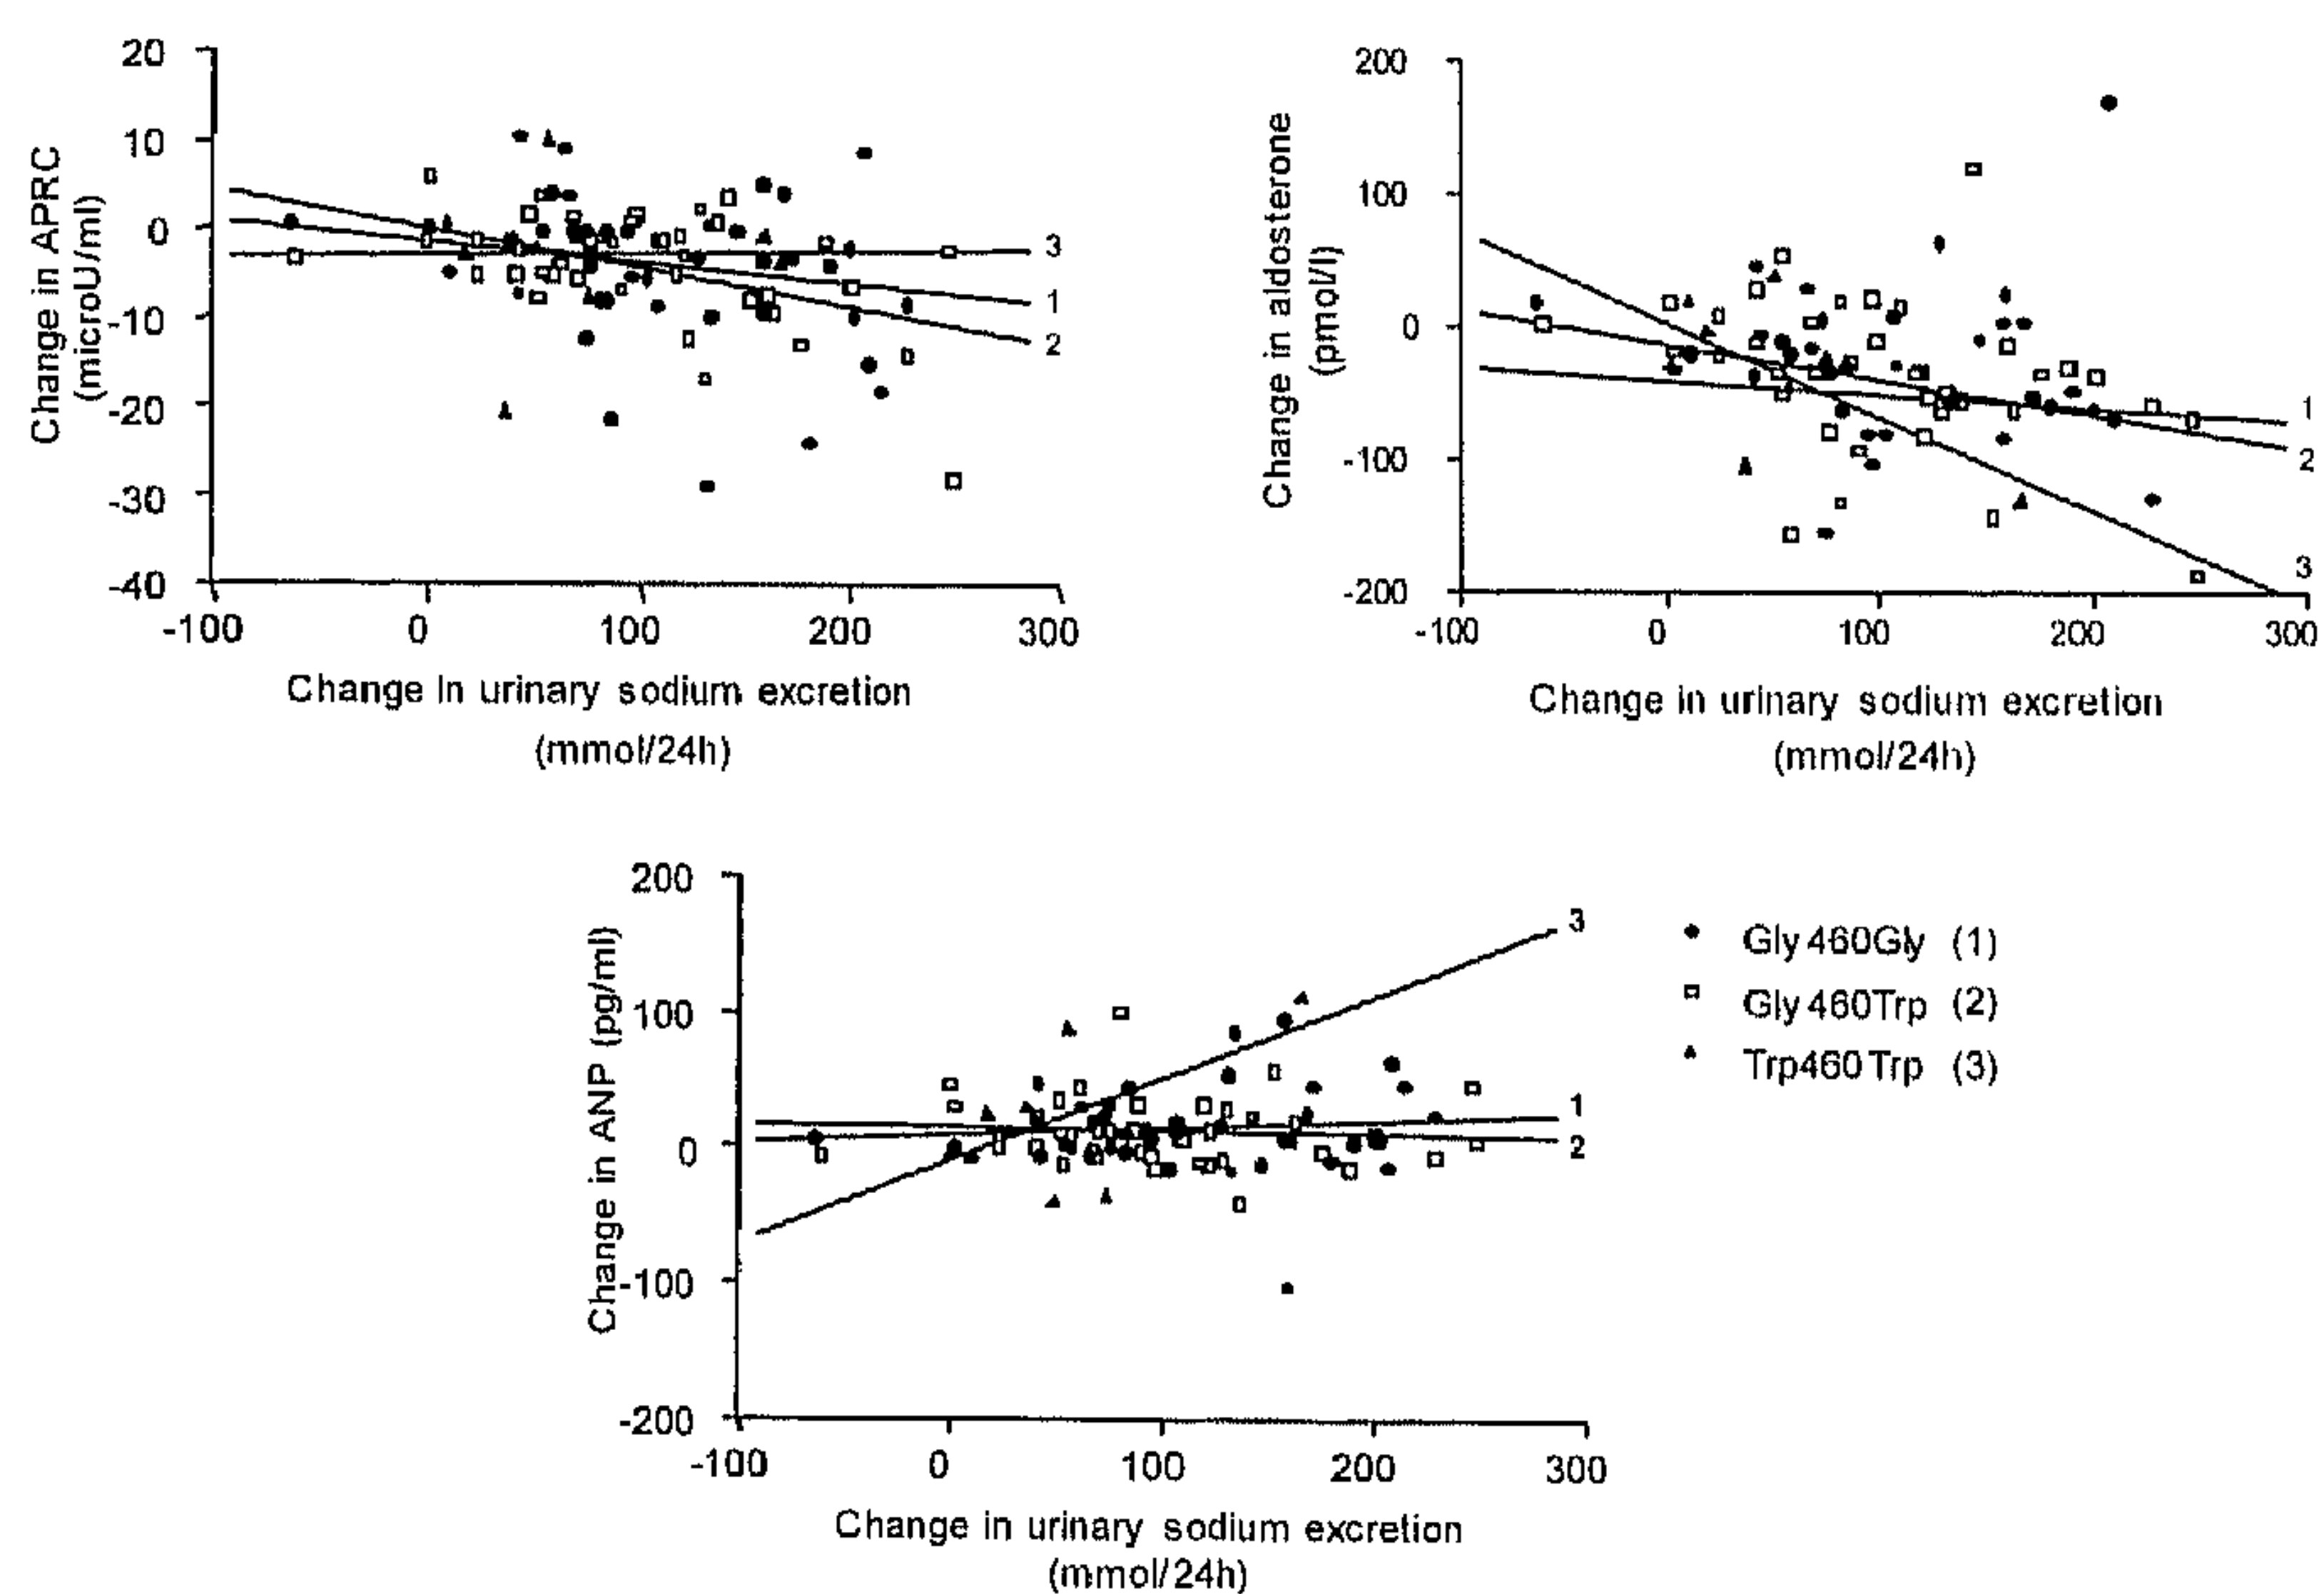 20
10
0
-10
-20
-30
-40
Change in APRC
(microU/ml)
3
1
2
-100 0 100 200 300
Change In urinary sodium excretion
(mmol/24h)
200
100
0
-100
-200
Change in aldosterone
(pmol/l)
1
2
3
-100 0 100 200 300
Change in urinary sodium excretion
(mmol/24h)
200
100
0
-100
-200
Change in ANP (pg/ml)
3
1
2
-100 0 100 200 300
Change in urinary sodium excretion
(mmol/24h)
Gly460Gly (1)
Gly460Trp (2)
Trp460Trp (3)